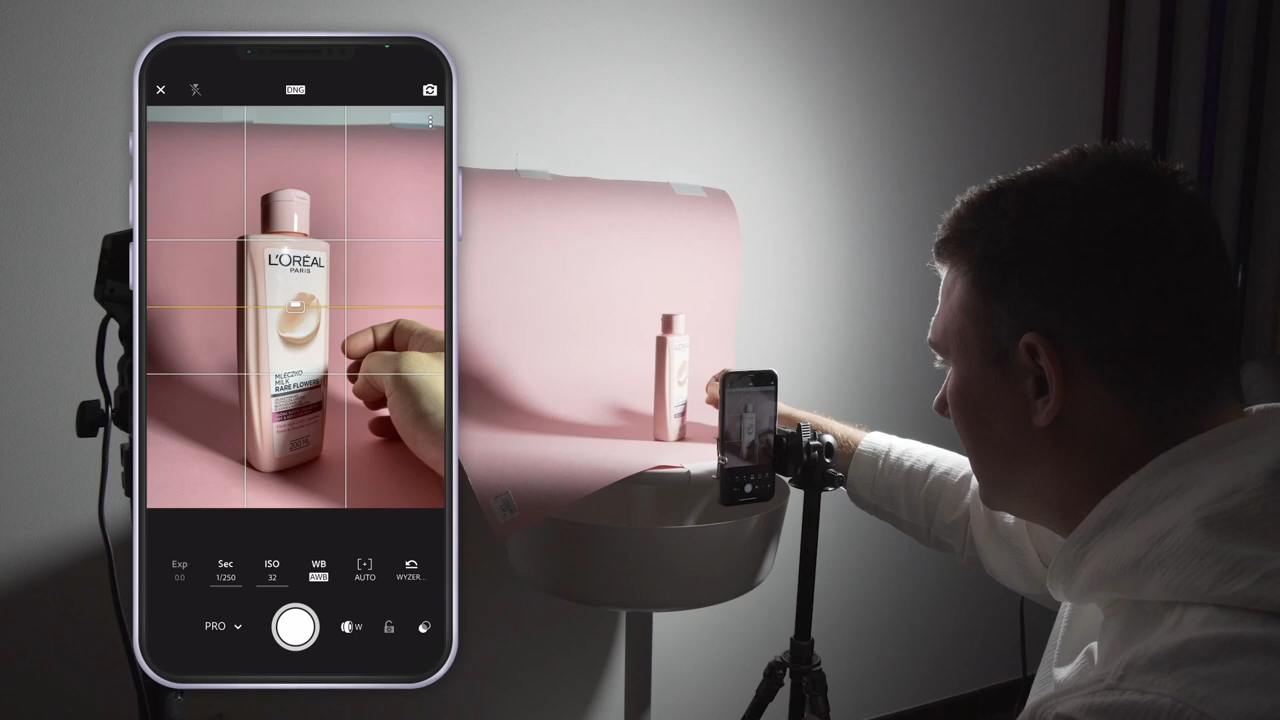 DNG
L'ORÉAL
PARIS
MLECZKO
MILK
RARE FLOWERS
200 ML
Exp
Sec
ISO
WB
0.0
1/250
32
AWB
AUTO
WYZER...
PRO
W